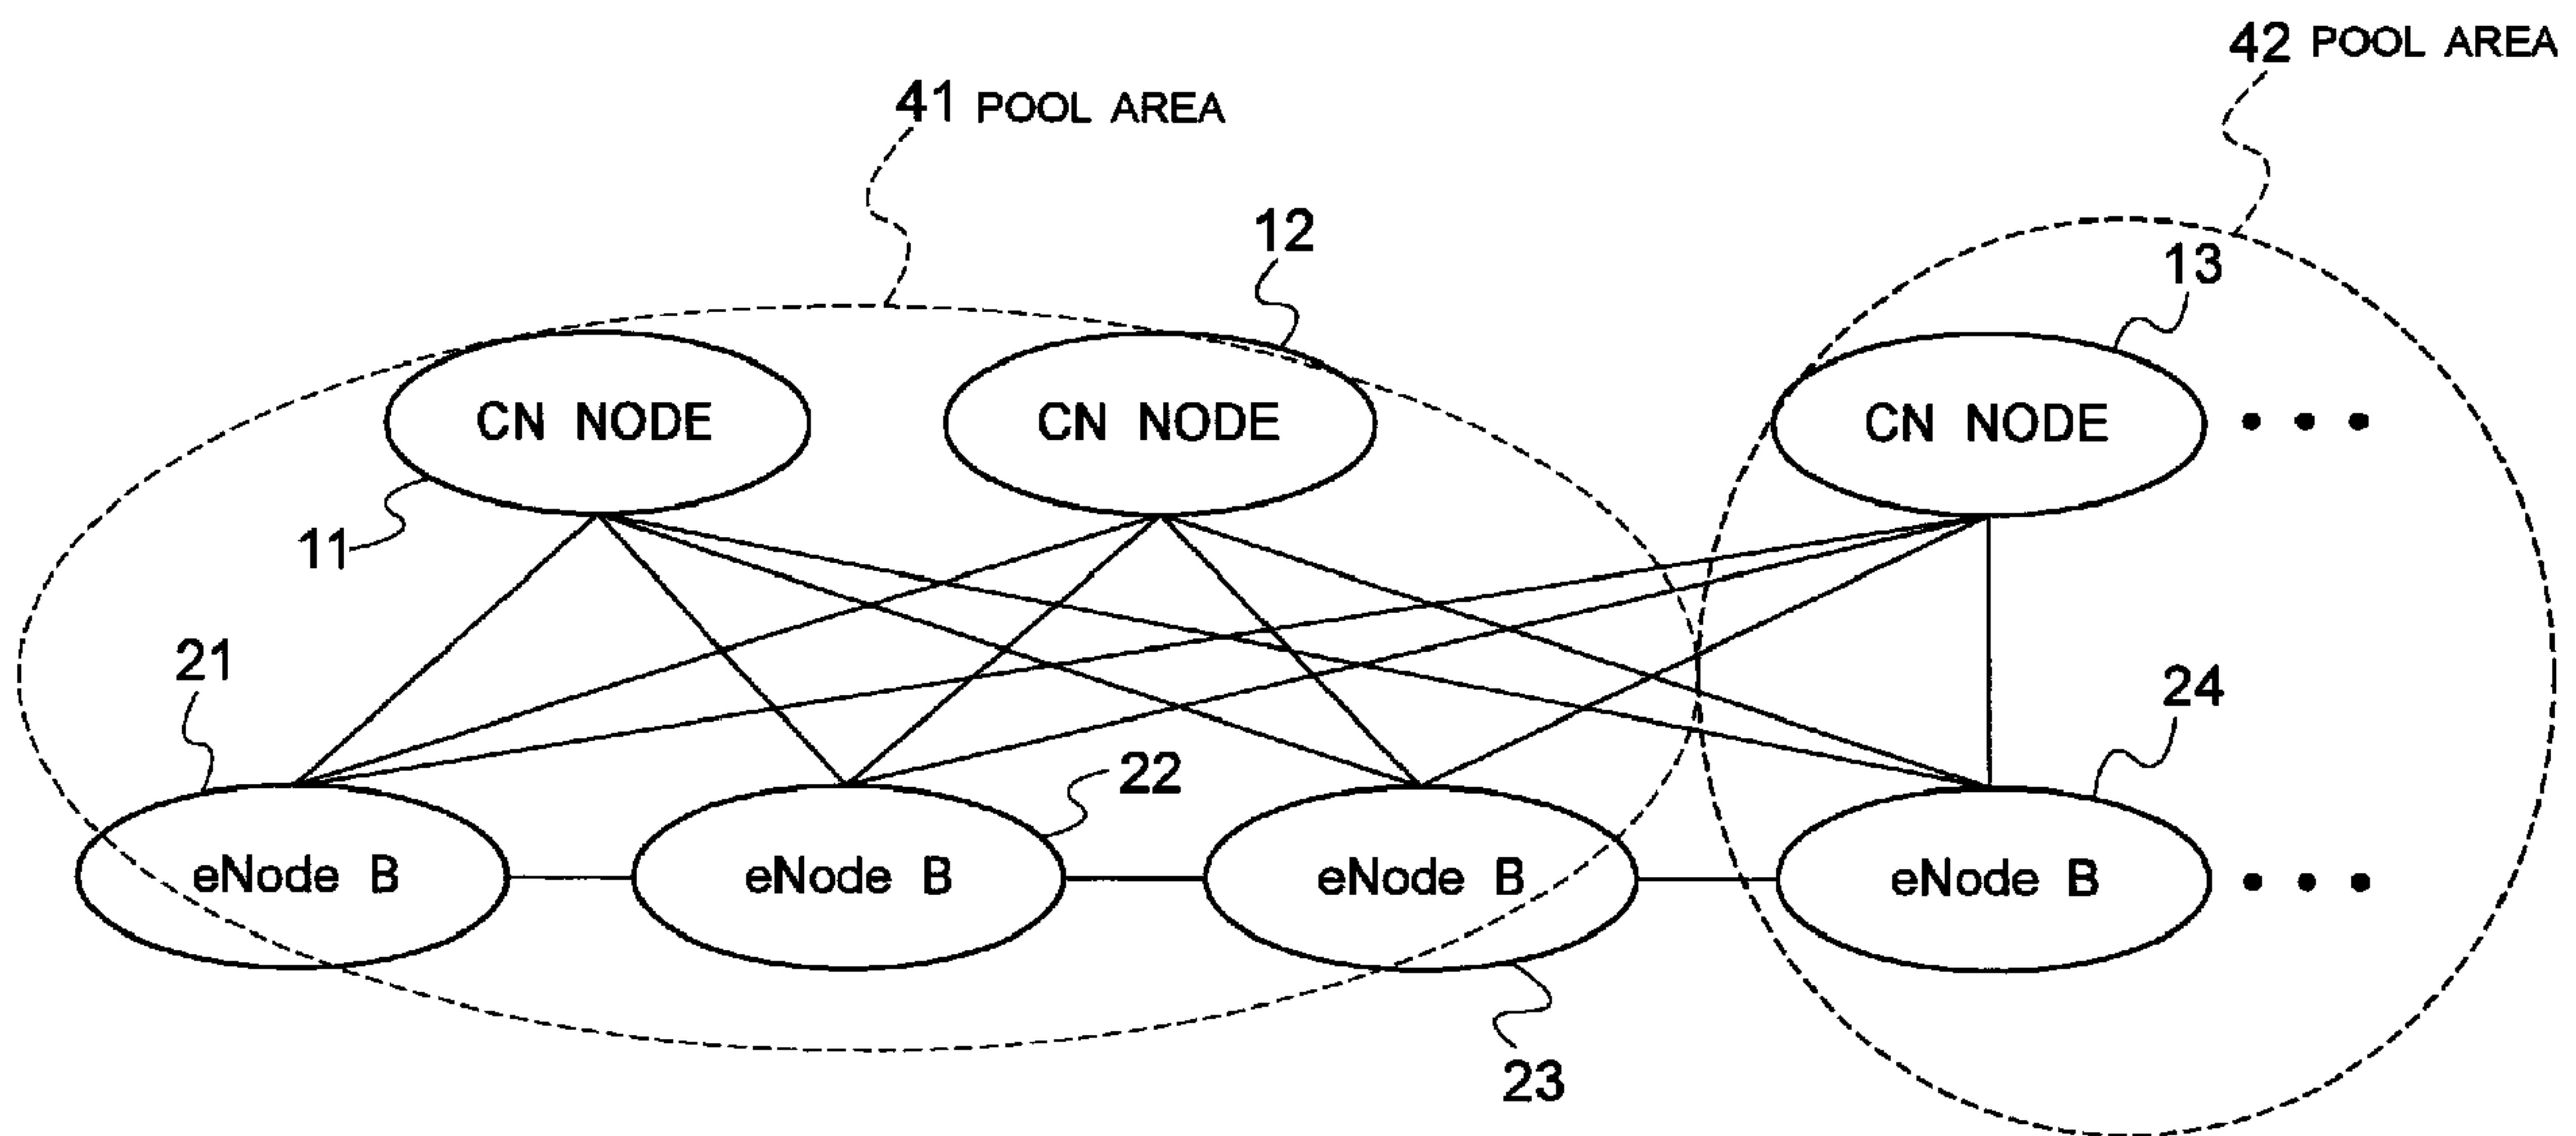 42 POOL AREA
41 POOL AREA
12
13
CN NODE
CN NODE
CN NODE
11
21
24
22
eNode B
eNode B
eNode B
eNode B
23